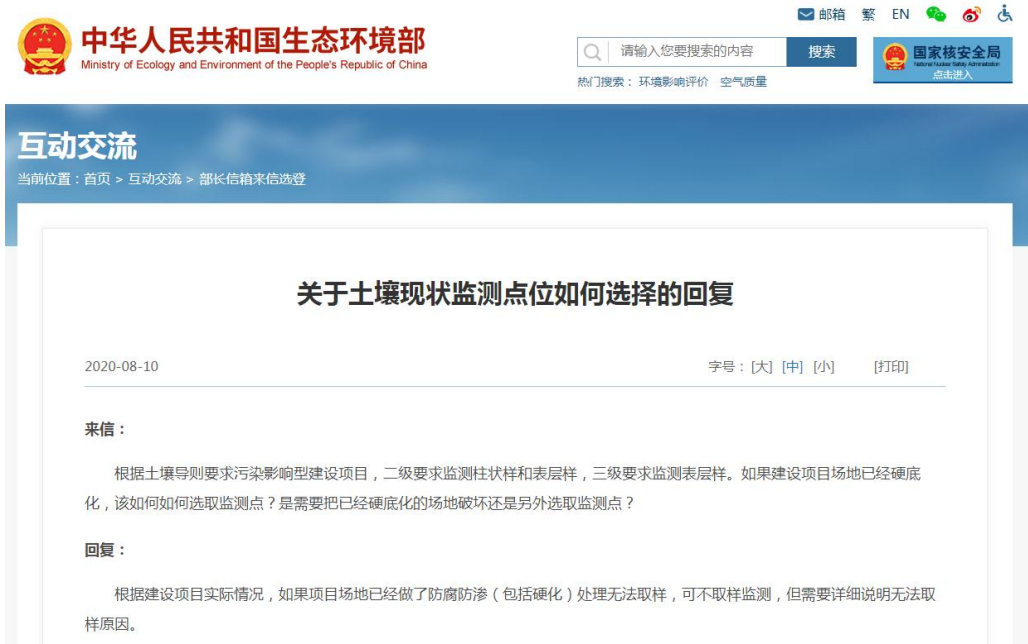 邮箱 繁 EN
中华人民共和国生态环境部
Ministry of Ecology and Environment of the People's Republic of China
请输入您要搜索的内容 搜索
热门搜索： 环境影响评价 空气质量
国家核安全局
National Nuclear Safety Administration
点击进入
互动交流
当前位置：首页 > 互动交流 > 部长信箱来信选登
关于土壤现状监测点位如何选择的回复
2020-08-10 字号：[大] [中] [小] [打印]
来信：
根据土壤导则要求污染影响型建设项目，二级要求监测柱状样和表层样，三级要求监测表层样。如果建设项目场地已经硬底
化，该如何如何选取监测点？是需要把已经硬底化的场地破坏还是另外选取监测点？
回复：
根据建设项目实际情况，如果项目场地已经做了防腐防渗（包括硬化）处理无法取样，可不取样监测，但需要详细说明无法取
样原因。